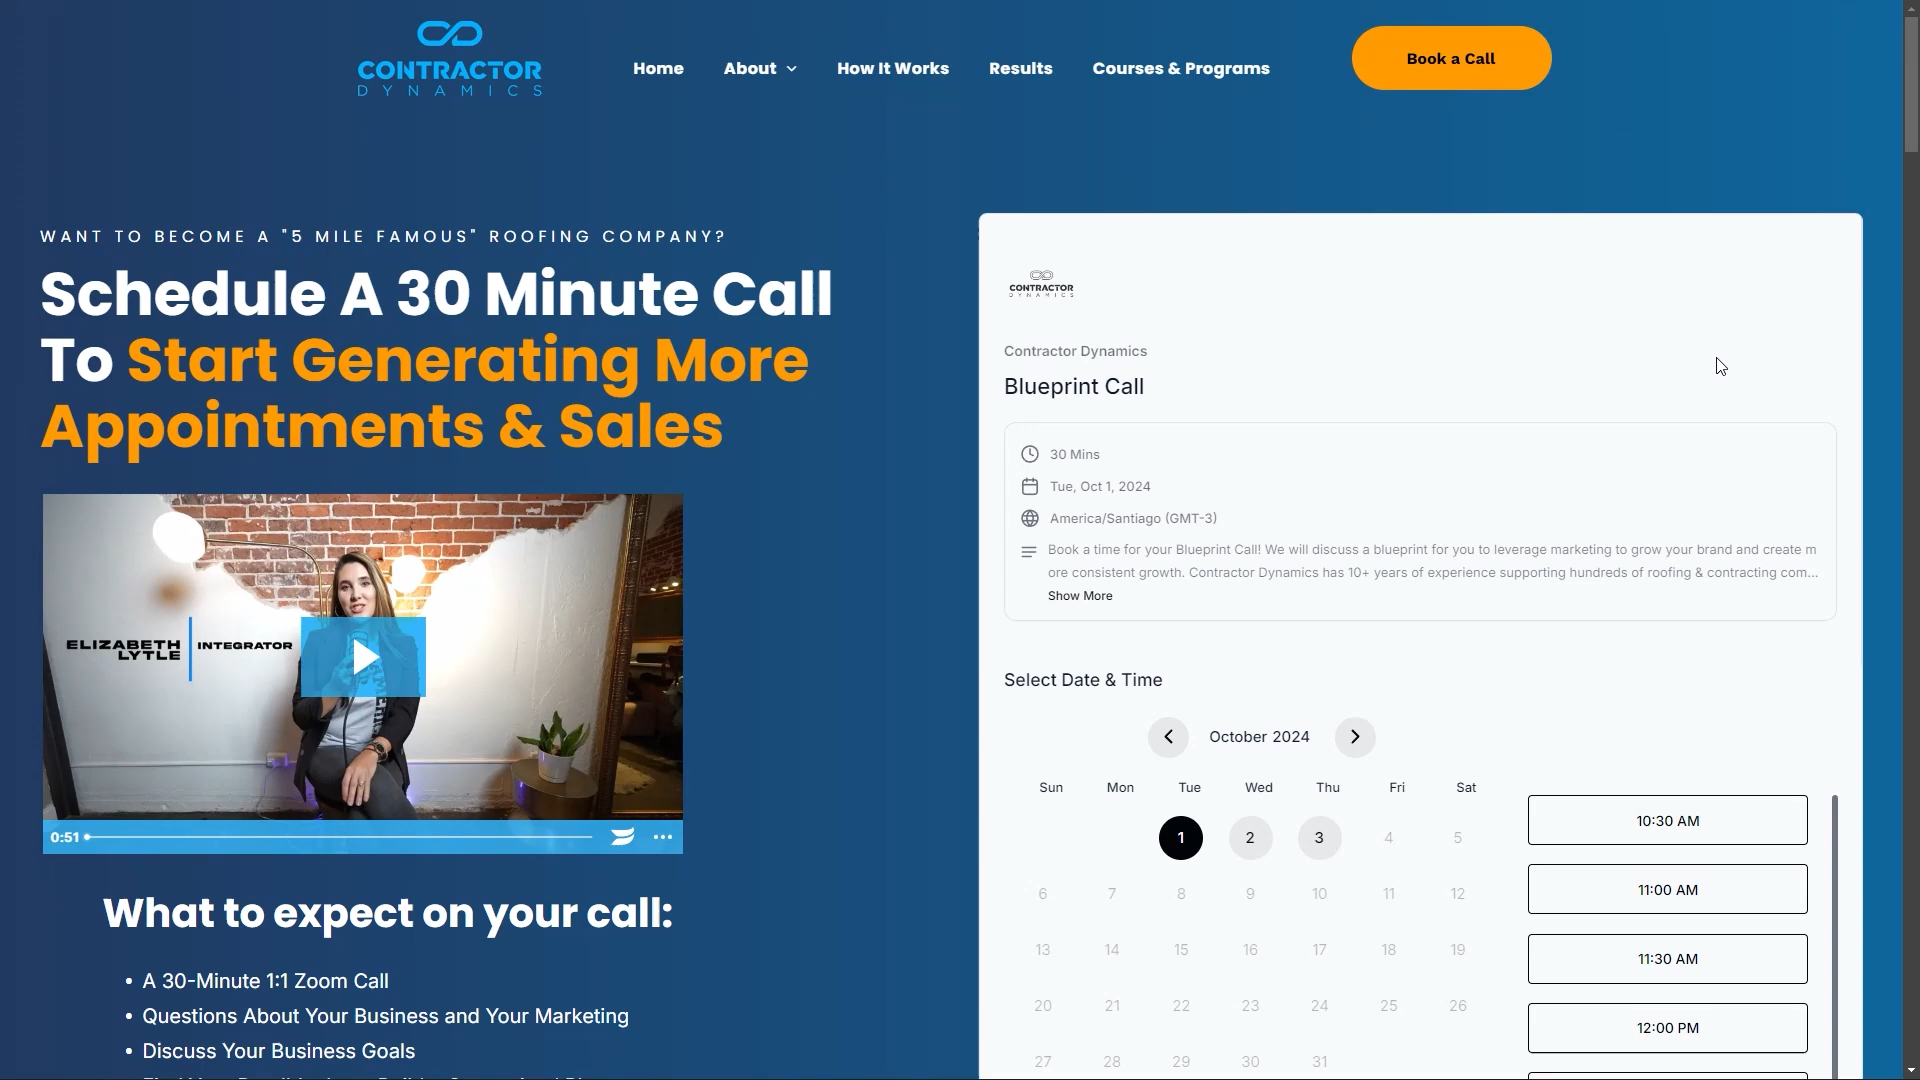 CONTRACTOR
DYNAMICS
Home
About
How It Works
Results
Courses & Programs
Book a Call
WANT TO BECOME A "5 MILE FAMOUS" ROOFING COMPANY?
Schedule A 30 Minute Call
To Start Generating More
Appointments & Sales
ELIZABETH
LYTLE
INTEGRATOR
0:51
What to expect on your call:
• A 30-Minute 1:1 Zoom Call
• Questions About Your Business and Your Marketing
• Discuss Your Business Goals
CONTRACTOR
DYNAMICS
Contractor Dynamics
Blueprint Call
30 Mins
Tue, Oct 1, 2024
America/Santiago (GMT-3)
Book a time for your Blueprint Call! We will discuss a blueprint for you to leverage marketing to grow your brand and create m
ore consistent growth. Contractor Dynamics has 10+ years of experience supporting hundreds of roofing & contracting com...
Show More
Select Date & Time
October 2024
Sun Mon Tue Wed Thu Fri Sat
1 2 3 4 5
6 7 8 9 10 11 12
13 14 15 16 17 18 19
20 21 22 23 24 25 26
27 28 29 30 31
10:30 AM
11:00 AM
11:30 AM
12:00 PM